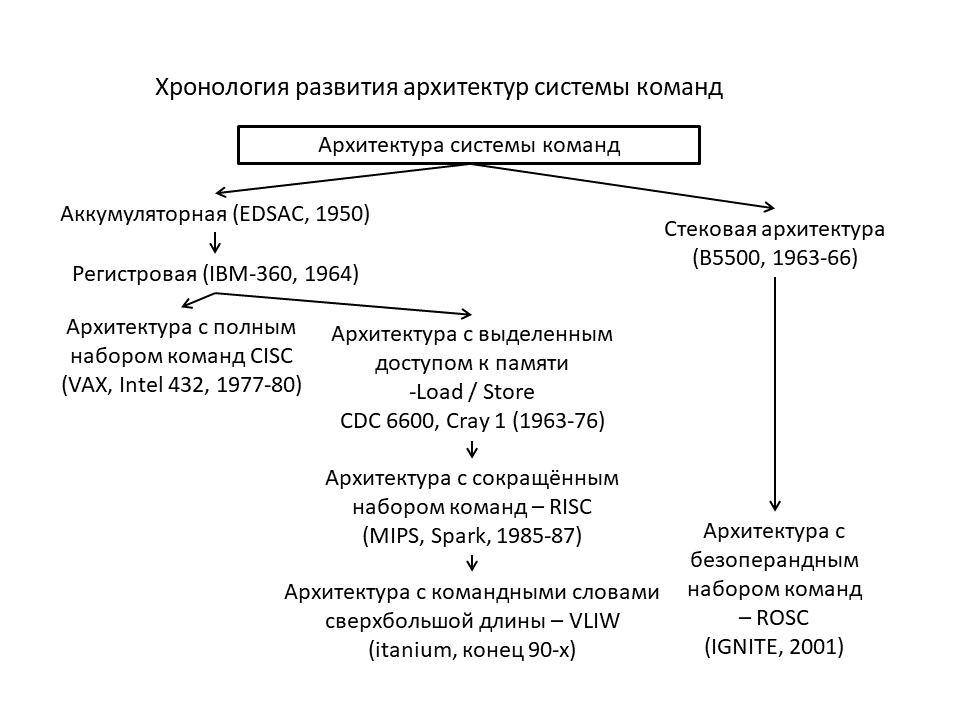 Хронология развития архитектур системы команд
Архитектура системы команд
Аккумуляторная (EDSAC, 1950)
Регистровая (IBM-360, 1964)
Архитектура с полным
набором команд CISC
(VAX, Intel 432, 1977-80)
Архитектура с выделенным
доступом к памяти
-Load / Store
CDC 6600, Cray 1 (1963-76)
Архитектура с сокращённым
набором команд – RISC
(MIPS, Spark, 1985-87)
Архитектура с командными словами
сверхбольшой длины – VLIW
(itanium, конец 90-х)
Стековая архитектура
(B5500, 1963-66)
Архитектура с
безоперандным
набором команд
– ROSC
(IGNITE, 2001)